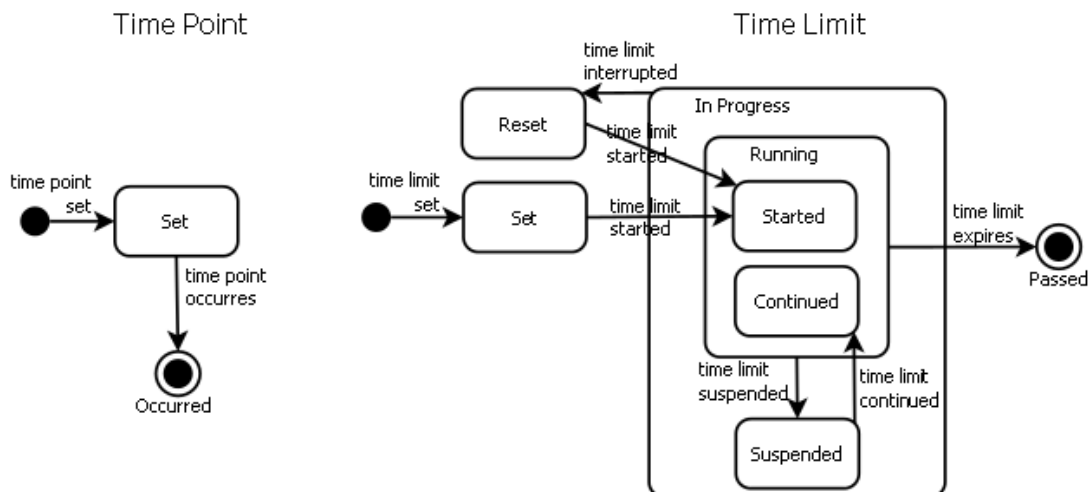 Time Point
time point
set
Set
time point
occurres
Occurred
Time Limit
time limit
interrupted
Reset
time limit
started
time limit
set
Set
time limit
started
In Progress
Running
Started
Continued
time limit
suspended
time limit
continued
Suspended
time limit
expires
Passed